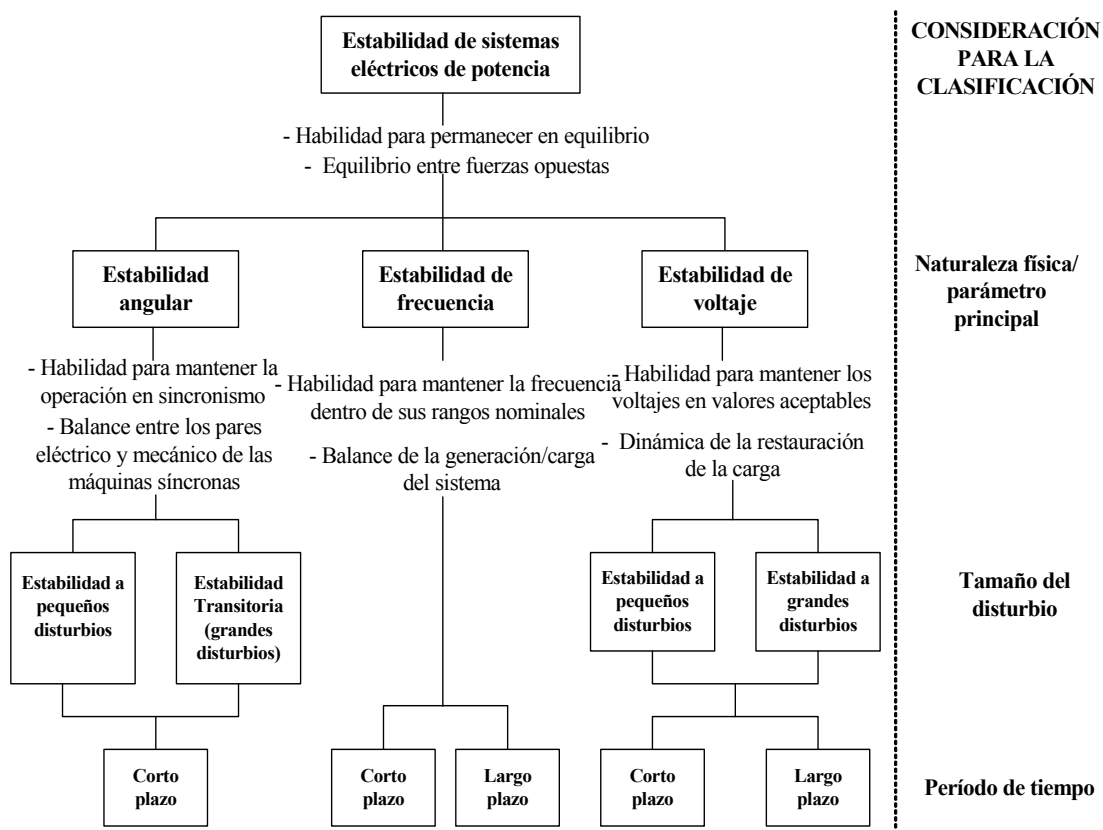 Estabilidad de sistemas
eléctricos de potencia
CONSIDERACIÓN
PARA LA
CLASIFICACIÓN
- Habilidad para permanecer en equilibrio
- Equilibrio entre fuerzas opuestas
Estabilidad
angular
Estabilidad de
frecuencia
Estabilidad de
voltaje
Naturaleza física/
parámetro
principal
- Habilidad para mantener la
operación en sincronismo
- Balance entre los pares
eléctrico y mecánico de las
máquinas síncronas
- Habilidad para mantener la frecuencia
dentro de sus rangos nominales
- Balance de la generación/carga
del sistema
- Habilidad para mantener los
voltajes en valores aceptables
- Dinámica de la restauración
de la carga
Estabilidad a
pequeños
disturbios
Estabilidad
Transitoria
(grandes
disturbios)
Estabilidad a
pequeños
disturbios
Estabilidad a
grandes
disturbios
Tamaño del
disturbio
Corto
plazo
Corto
plazo
Largo
plazo
Corto
plazo
Largo
plazo
Período de tiempo